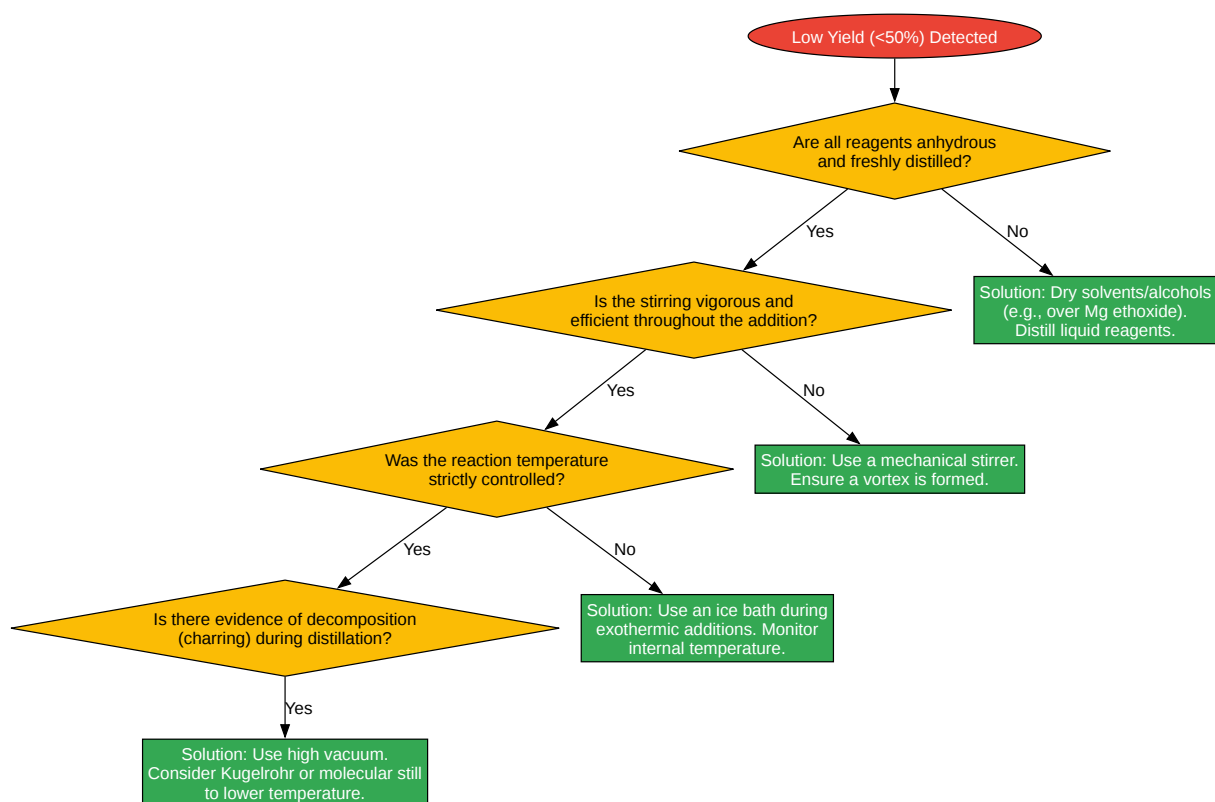 Low Yield (<50%) Detected
Are all reagents anhydrous
and freshly distilled?
Yes
No
Is the stirring vigorous and
efficient throughout the addition?
Solution: Dry solvents/alcohols
(e.g., over Mg ethoxide).
Distill liquid reagents.
Yes
No
Was the reaction temperature
strictly controlled?
Solution: Use a mechanical stirrer.
Ensure a vortex is formed.
Yes
No
Is there evidence of decomposition
(charring) during distillation?
Solution: Use an ice bath during
exothermic additions. Monitor
internal temperature.
Yes
Solution: Use high vacuum.
Consider Kugelrohr or molecular still
to lower temperature.